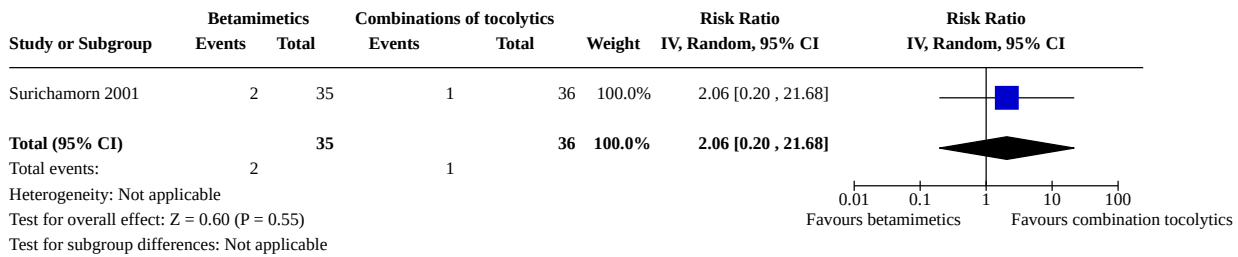 Betamimetics Combinations of tocolytics Risk Ratio Risk Ratio
Study or Subgroup Events Total Events Total Weight IV, Random, 95% CI IV, Random, 95% CI
Surichamorn 2001 2 35 1 36 100.0% 2.06 [0.20 , 21.68]
Total (95% CI) 35 36 100.0% 2.06 [0.20 , 21.68]
Total events: 2 1
Heterogeneity: Not applicable
0.01 0.1 1 10 100
Test for overall effect: Z = 0.60 (P = 0.55)
Favours betamimetics Favours combination tocolytics
Test for subgroup differences: Not applicable